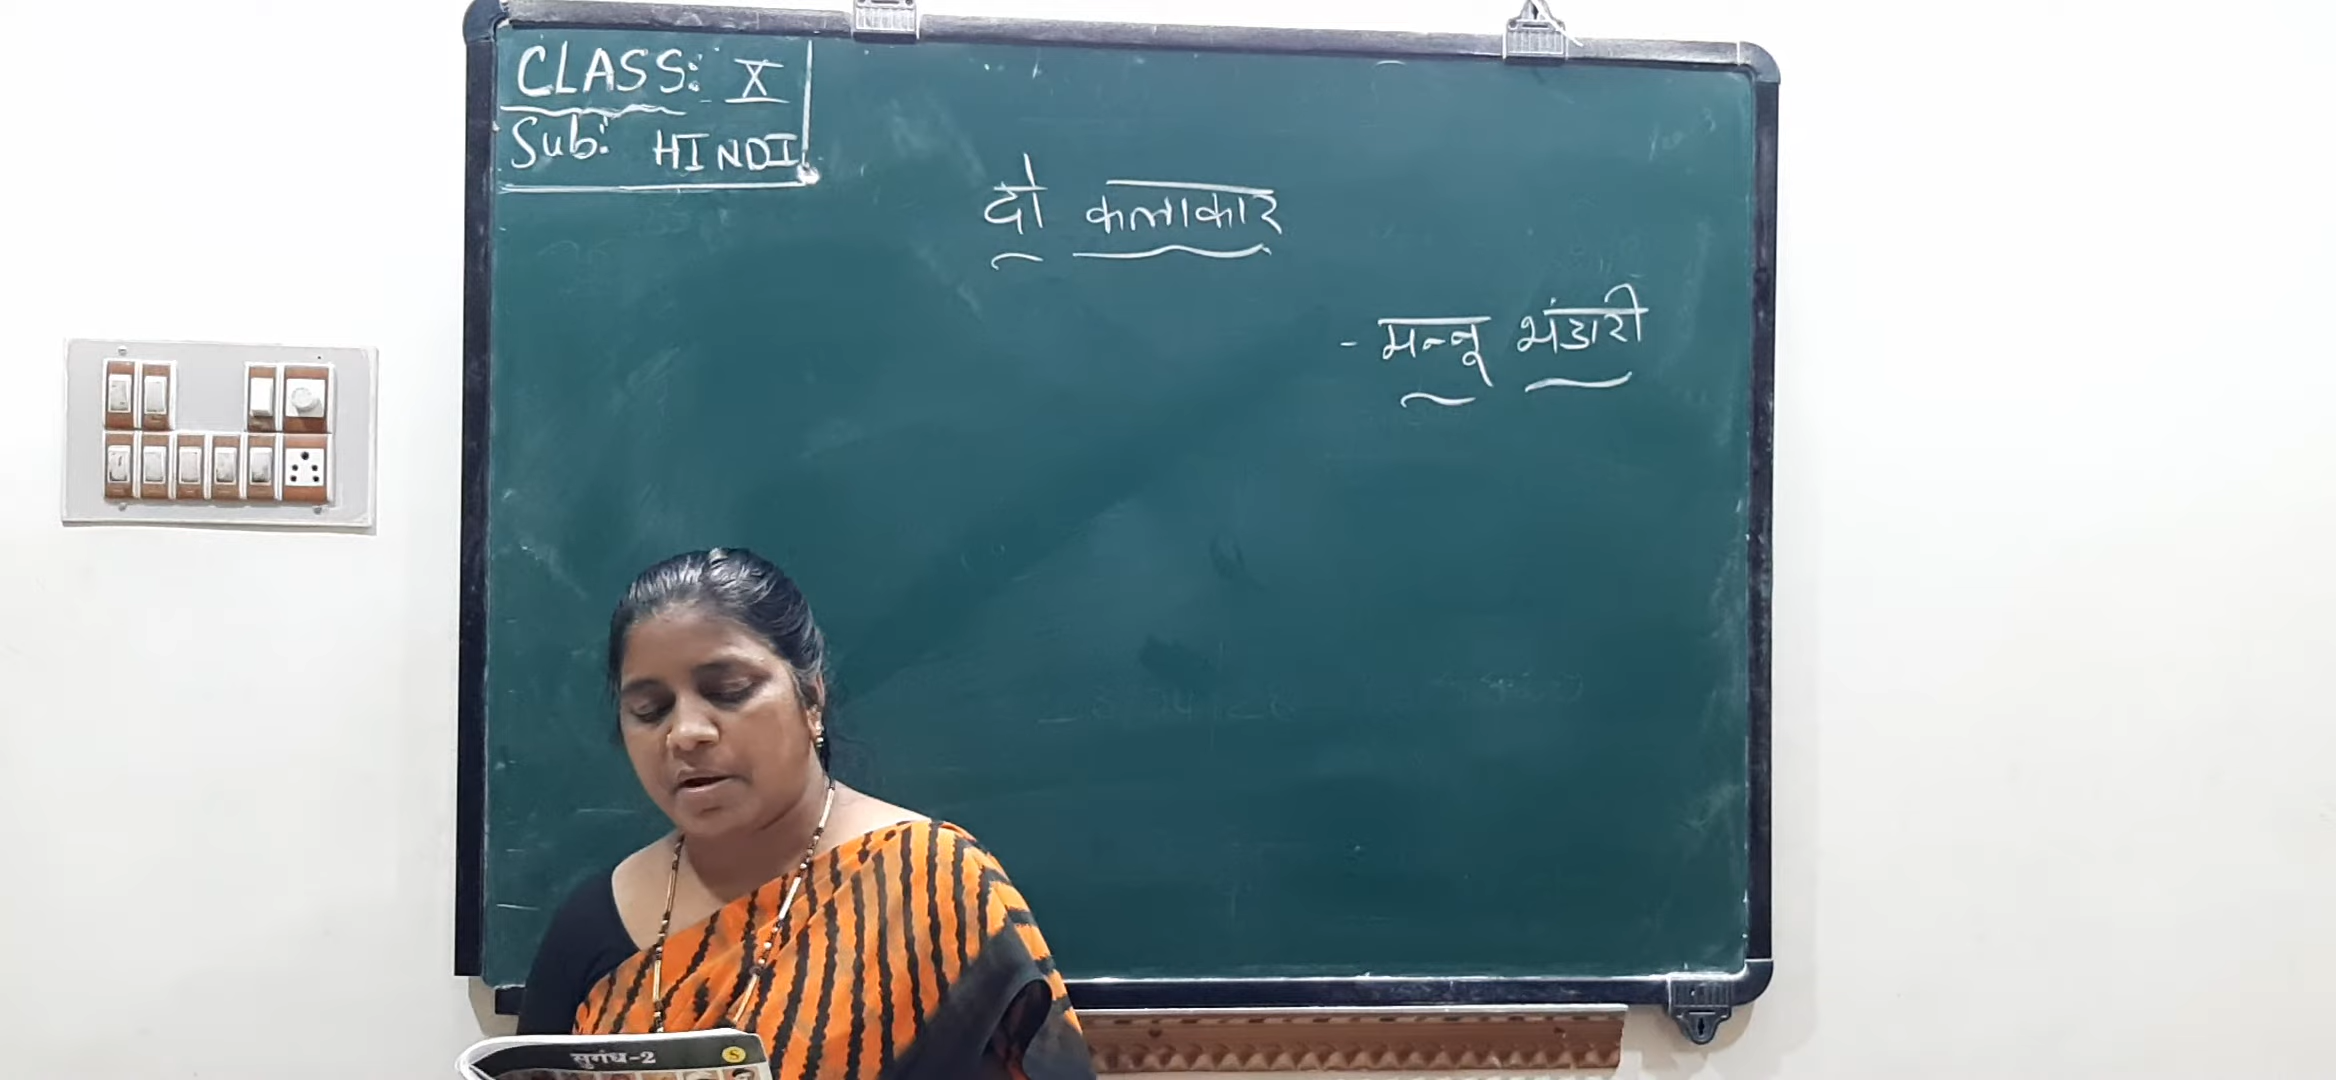 CLASS: X
Sub: HINDI
दो कलाकार
- मन्नू भंडारी
सुगंध-2
S